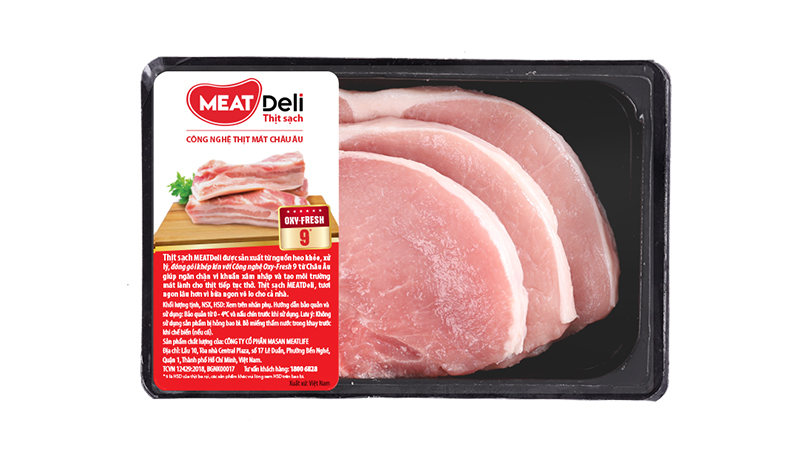 MEAT Deli
Thịt sạch
CÔNG NGHỆ THỊT MÁT CHÂU ÂU
OXY-FRESH
9*
Thịt sạch MEATDeli được sản xuất từ nguồn heo khỏe, xử
lý, đóng gói khép kín với Công nghệ Oxy-Fresh 9 từ Châu Âu
giúp ngăn chặn vi khuẩn xâm nhập và tạo môi trường
mát lành cho thịt tiếp tục thở. Thịt sạch MEATDeli, tươi
ngon lâu hơn vì bữa ngon vẹn lo cho cả nhà.
Khối lượng tịnh, NSX, HSD: Xem trên nhãn phụ. Hướng dẫn bảo quản và
sử dụng: Bảo quản từ 0 - 4°C và nấu chín trước khi sử dụng. Lưu ý: Không
sử dụng sản phẩm bị hỏng bao bì. Bỏ miếng thấm nước trong khay trước
khi chế biến (nếu có).
Sản phẩm chất lượng của: CÔNG TY CỔ PHẦN MASAN MEATLIFE
Địa chỉ: Lầu 10, Tòa nhà Central Plaza, số 17 Lê Duẩn, Phường Bến Nghé,
Quận 1, Thành phố Hồ Chí Minh, Việt Nam.
TCVN 12429:2018, BGNK00017 Tư vấn khách hàng: 1800 6828
Xuất xứ: Việt Nam